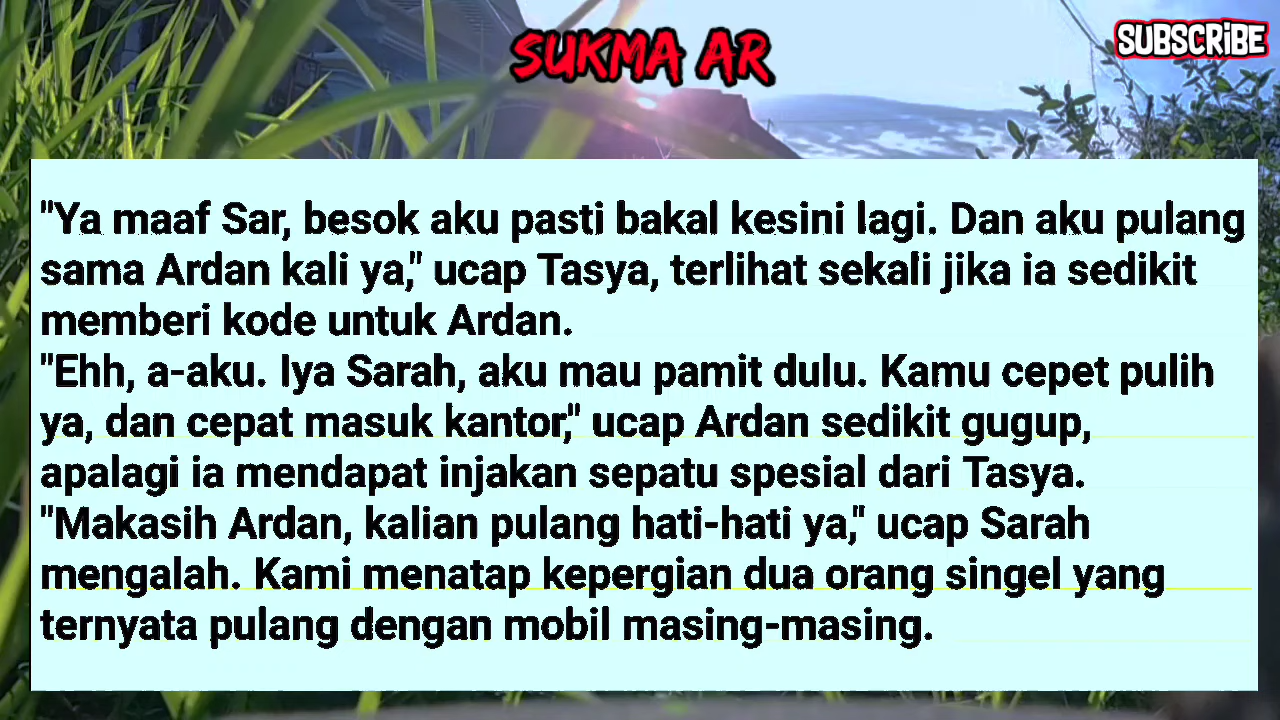 SUKMA AR
SUBSCRiBE
"Ya maaf Sar, besok aku pasti bakal kesini lagi. Dan aku pulang
sama Ardan kali ya," ucap Tasya, terlihat sekali jika ia sedikit
memberi kode untuk Ardan.
"Ehh, a-aku. Iya Sarah, aku mau pamit dulu. Kamu cepet pulih
ya, dan cepat masuk kantor," ucap Ardan sedikit gugup,
apalagi ia mendapat injakan sepatu spesial dari Tasya.
"Makasih Ardan, kalian pulang hati-hati ya," ucap Sarah
mengalah. Kami menatap kepergian dua orang singel yang
ternyata pulang dengan mobil masing-masing.